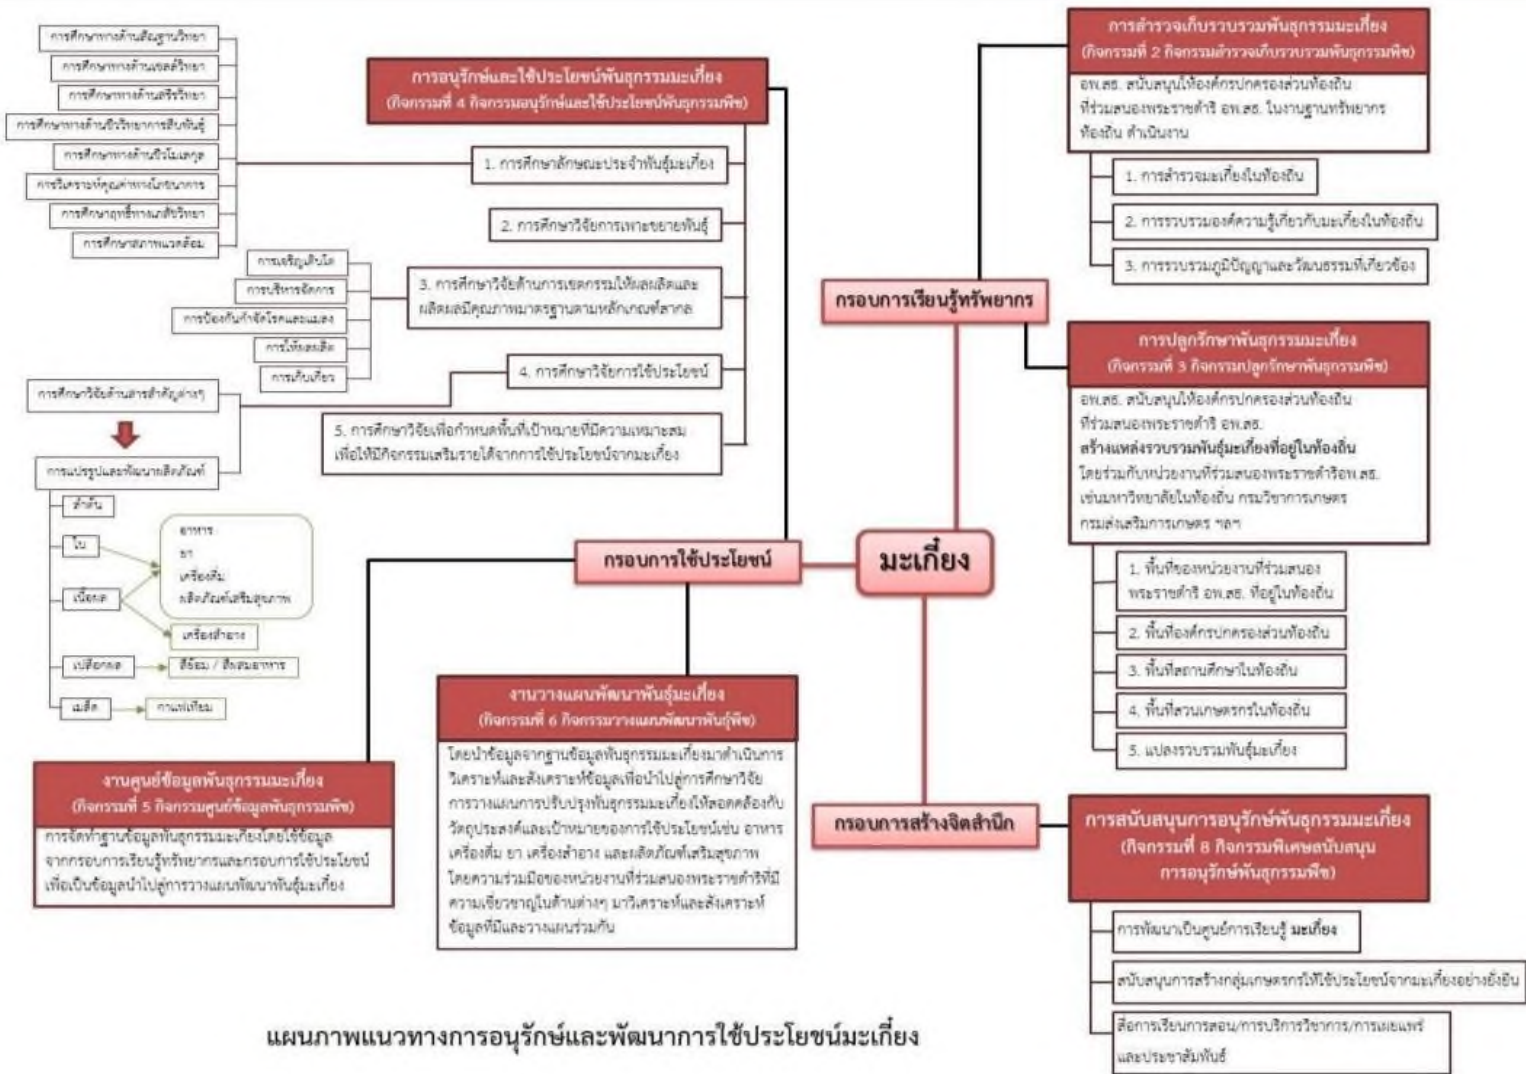 การศึกษาทางด้านสัณฐานวิทยา
การศึกษาทางด้านเซลล์วิทยา
การศึกษาทางด้านสรีรวิทยา
การศึกษาทางด้านชีววิทยาการสืบพันธุ์
การศึกษาทางด้านชีวโมเลกุล
การวิเคราะห์คุณค่าทางโภชนาการ
การศึกษาฤทธิ์ทางเภสัชวิทยา
การศึกษาสภาพแวดล้อม
การอนุรักษ์และใช้ประโยชน์พันธุกรรมมะเกี๋ยง
(กิจกรรมที่ 4 กิจกรรมอนุรักษ์และใช้ประโยชน์พันธุกรรมพืช)
1. การศึกษาลักษณะประจำพันธุ์มะเกี๋ยง
2. การศึกษาวิจัยการเพาะขยายพันธุ์
3. การศึกษาวิจัยด้านการเขตกรรมให้ผลผลิตและ
ผลิตผลมีคุณภาพมาตรฐานตามหลักเกณฑ์สากล
การเจริญเติบโต
การบริหารจัดการ
การป้องกันกำจัดโรคและแมลง
การให้ผลผลิต
การเก็บเกี่ยว
4. การศึกษาวิจัยการใช้ประโยชน์
5. การศึกษาวิจัยเพื่อกำหนดพื้นที่เป้าหมายที่มีความเหมาะสม
เพื่อให้มีกิจกรรมเสริมรายได้จากการใช้ประโยชน์จากมะเกี๋ยง
การศึกษาวิจัยด้านสารสำคัญต่างๆ
การแปรรูปและพัฒนาผลิตภัณฑ์
ลำต้น
ใบ
เนื้อผล
เปลือกผล
เมล็ด
อาหาร
ยา
เครื่องดื่ม
ผลิตภัณฑ์เสริมสุขภาพ
เครื่องสำอาง
สีย้อม / สีผสมอาหาร
กาแฟเทียม
กรอบการใช้ประโยชน์
มะเกี๋ยง
งานศูนย์ข้อมูลพันธุกรรมมะเกี๋ยง
(กิจกรรมที่ 5 กิจกรรมศูนย์ข้อมูลพันธุกรรมพืช)
การจัดทำฐานข้อมูลพันธุกรรมมะเกี๋ยงโดยใช้ข้อมูล
จากกรอบการเรียนรู้ทรัพยากรและกรอบการใช้ประโยชน์
เพื่อเป็นข้อมูลนำไปสู่การวางแผนพัฒนาพันธุ์มะเกี๋ยง
งานวางแผนพัฒนาพันธุ์มะเกี๋ยง
(กิจกรรมที่ 6 กิจกรรมวางแผนพัฒนาพันธุ์พืช)
โดยนำข้อมูลจากฐานข้อมูลพันธุกรรมมะเกี๋ยงมาดำเนินการ
วิเคราะห์และสังเคราะห์ข้อมูลเพื่อนำไปสู่การศึกษาวิจัย
การวางแผนการปรับปรุงพันธุกรรมมะเกี๋ยงให้สอดคล้องกับ
วัตถุประสงค์และเป้าหมายของการใช้ประโยชน์เช่น อาหาร
เครื่องดื่ม ยา เครื่องสำอาง และผลิตภัณฑ์เสริมสุขภาพ
โดยความร่วมมือของหน่วยงานที่ร่วมสนองพระราชดำริที่มี
ความเชี่ยวชาญในด้านต่างๆ มาวิเคราะห์และสังเคราะห์
ข้อมูลที่มีและวางแผนร่วมกัน
การสำรวจเก็บรวบรวมพันธุกรรมมะเกี๋ยง
(กิจกรรมที่ 2 กิจกรรมสำรวจเก็บรวบรวมพันธุกรรมพืช)
อพ.สธ. สนับสนุนให้องค์กรปกครองส่วนท้องถิ่น
ที่ร่วมสนองพระราชดำริ อพ.สธ. ในงานฐานทรัพยากร
ท้องถิ่น ดำเนินงาน
1. การสำรวจมะเกี๋ยงในท้องถิ่น
2. การรวบรวมองค์ความรู้เกี่ยวกับมะเกี๋ยงในท้องถิ่น
3. การรวบรวมภูมิปัญญาและวัฒนธรรมที่เกี่ยวข้อง
กรอบการเรียนรู้ทรัพยากร
การปลูกรักษาพันธุกรรมมะเกี๋ยง
(กิจกรรมที่ 3 กิจกรรมปลูกรักษาพันธุกรรมพืช)
อพ.สธ. สนับสนุนให้องค์กรปกครองส่วนท้องถิ่น
ที่ร่วมสนองพระราชดำริ อพ.สธ.
สร้างแหล่งรวบรวมพันธุ์มะเกี๋ยงที่อยู่ในท้องถิ่น
โดยร่วมกับหน่วยงานที่ร่วมสนองพระราชดำริอพ.สธ.
เช่นมหาวิทยาลัยในท้องถิ่น กรมวิชาการเกษตร
กรมส่งเสริมการเกษตร ฯลฯ
1. พื้นที่ของหน่วยงานที่ร่วมสนอง
พระราชดำริ อพ.สธ. ที่อยู่ในท้องถิ่น
2. พื้นที่องค์กรปกครองส่วนท้องถิ่น
3. พื้นที่สถานศึกษาในท้องถิ่น
4. พื้นที่สวนเกษตรกรในท้องถิ่น
5. แปลงรวบรวมพันธุ์มะเกี๋ยง
กรอบการสร้างจิตสำนึก
การสนับสนุนการอนุรักษ์พันธุกรรมมะเกี๋ยง
(กิจกรรมที่ 8 กิจกรรมพิเศษสนับสนุน
การอนุรักษ์พันธุกรรมพืช)
การพัฒนาเป็นศูนย์การเรียนรู้ มะเกี๋ยง
สนับสนุนการสร้างกลุ่มเกษตรกรให้ใช้ประโยชน์จากมะเกี๋ยงอย่างยั่งยืน
สื่อการเรียนการสอน/การบริการวิชาการ/การเผยแพร่
และประชาสัมพันธ์
แผนภาพแนวทางการอนุรักษ์และพัฒนาการใช้ประโยชน์มะเกี๋ยง